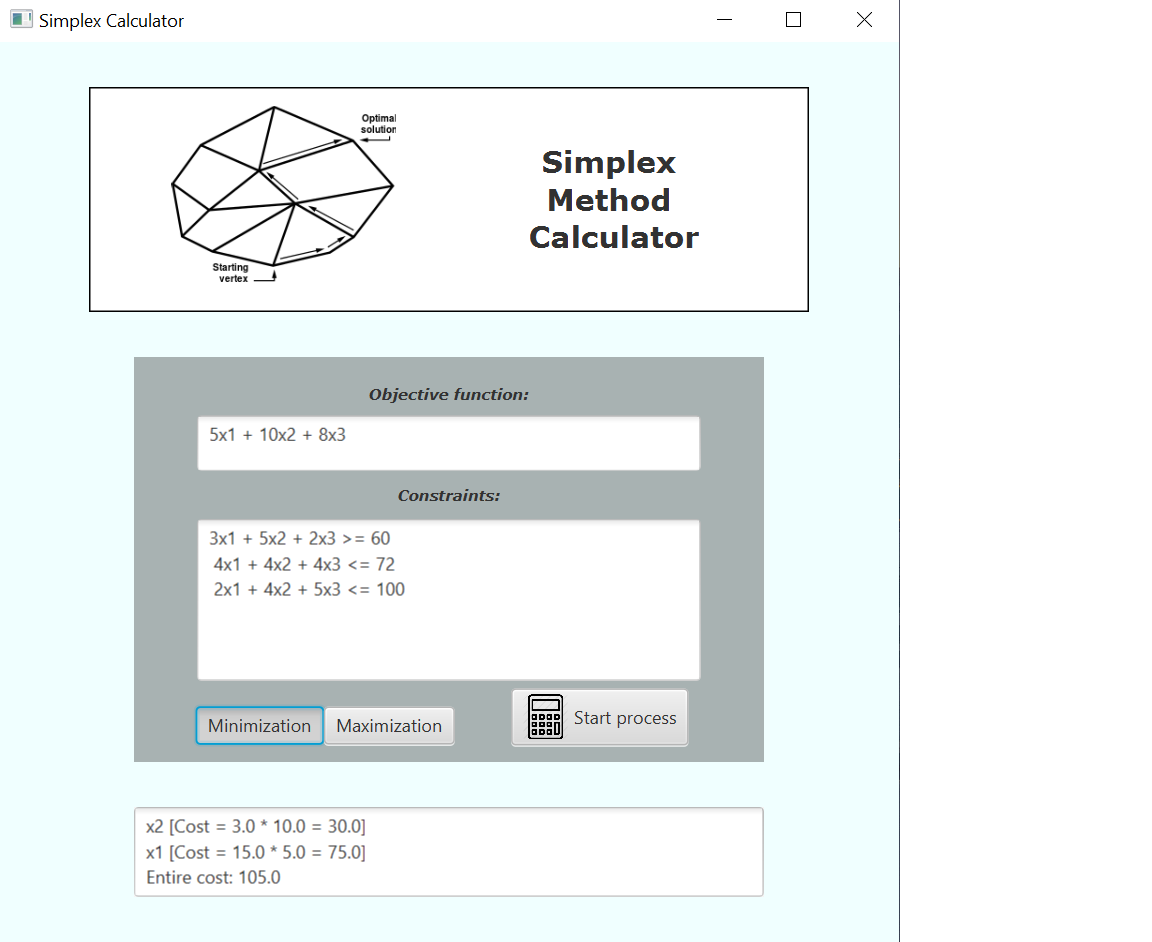 Simplex Calculator
Optimal
solution
Simplex
Method
Calculator
Starting
vertex
Objective function:
5x1 + 10x2 + 8x3
Constraints:
3x1 + 5x2 + 2x3 >= 60
4x1 + 4x2 + 4x3 <= 72
2x1 + 4x2 + 5x3 <= 100
Minimization Maximization Start process
x2 [Cost = 3.0 * 10.0 = 30.0]
x1 [Cost = 15.0 * 5.0 = 75.0]
Entire cost: 105.0